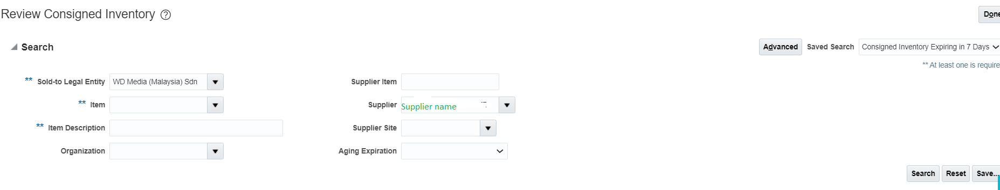 Review Consigned Inventory ?
Done
Search
Advanced Saved Search Consigned Inventory Expiring in 7 Days
** At least one is require
** Sold-to Legal Entity WD Media (Malaysia) Sdn
Supplier Item
** Item
Supplier Supplier name
** Item Description
Supplier Site
Organization
Aging Expiration
Search Reset Save...